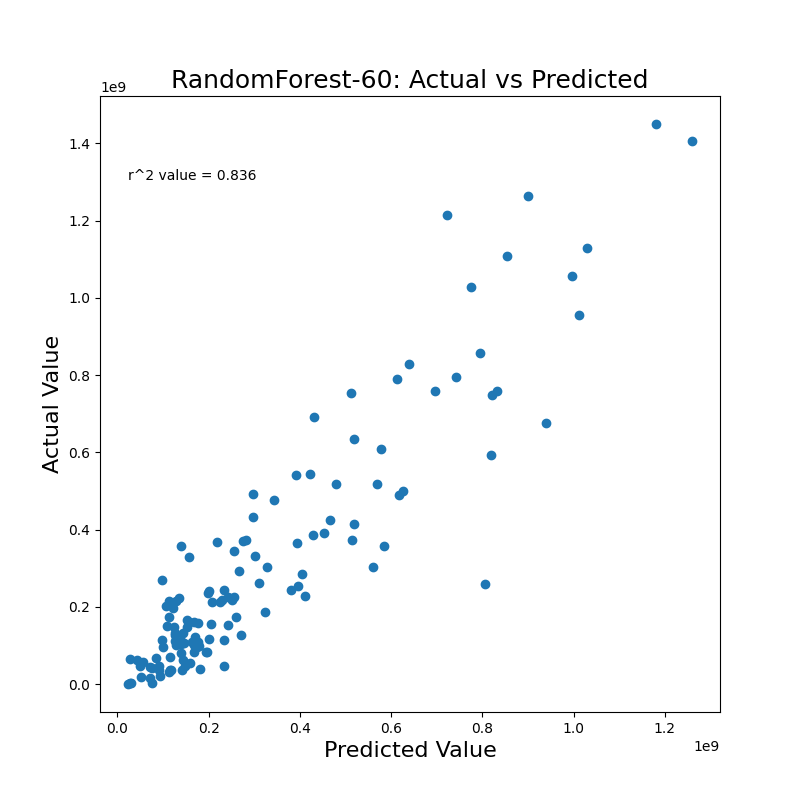 RandomForest-60: Actual vs Predicted
1e9
r^2 value = 0.836
1.4
1.2
1.0
0.8
0.6
0.4
0.2
0.0
Actual Value
0.0 0.2 0.4 0.6 0.8 1.0 1.2
Predicted Value
1e9